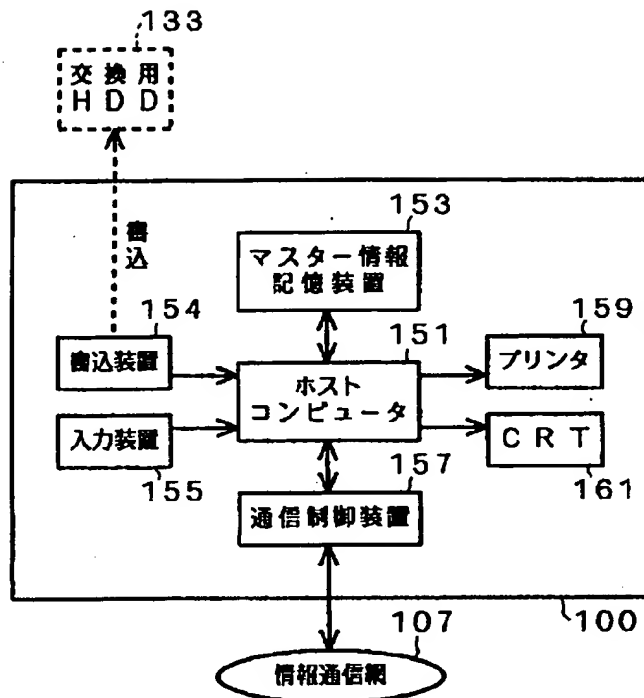 133
交換用
HDD
書込
153
マスター情報
記憶装置
154
書込装置
151
ホスト
コンピュータ
159
プリンタ
入力装置
155
CRT
161
157
通信制御装置
107
100
情報通信網